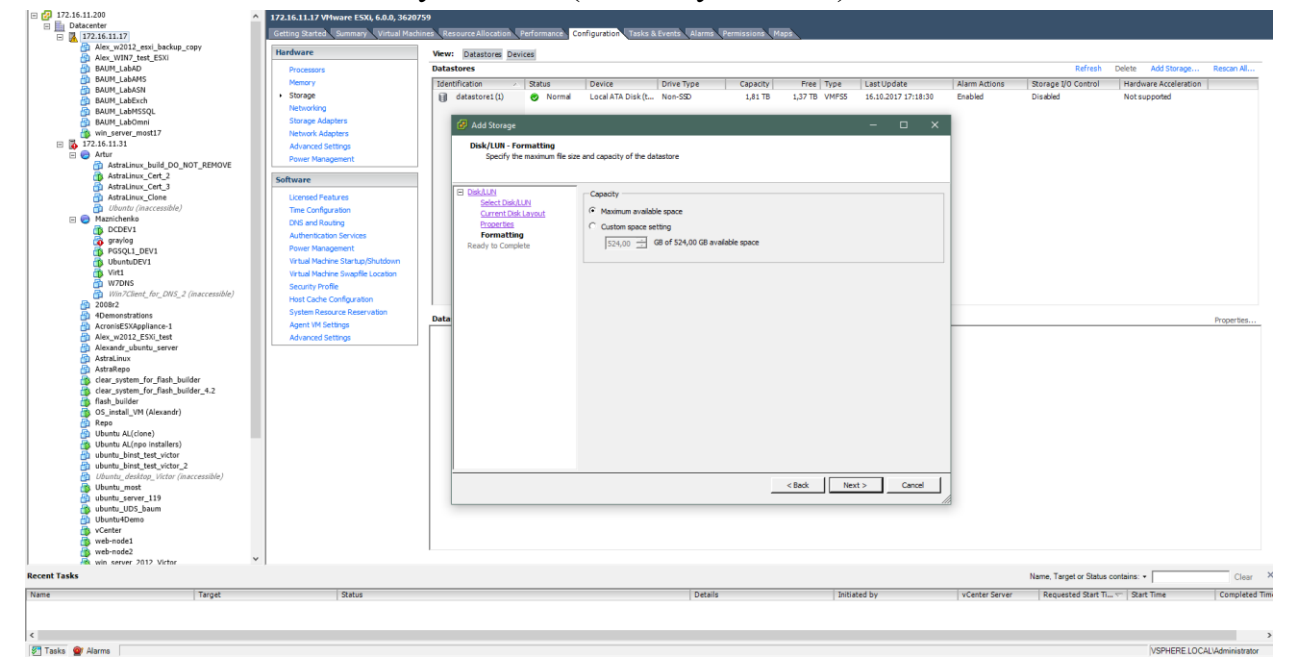 172.16.11.200
Datacenter
172.16.11.17
Alex_w2012_esxi_backup_copy
Alex_WIN7_test_ESXi
BAUM_LabAD
BAUM_LabAMS
BAUM_LabASN
BAUM_LabExch
BAUM_LabMSSQL
BAUM_LabOmni
win_server_most17
172.16.11.31
Artur
AstraLinux_build_DO_NOT_REMOVE
AstraLinux_Cert_2
AstraLinux_Cert_3
AstraLinux_Clone
Ubuntu (inaccessible)
Maznichenko
DCDEV1
graylog
PGSQL1_DEV1
UbuntuDEV1
Virt1
W7DNS
Win7Client_for_DNS_2 (inaccessible)
2008r2
4Demonstrations
AcronisESXAppliance-1
Alex_w2012_ESXi_test
Alexandr_ubuntu_server
AstraLinux
AstraRepo
clear_system_for_flash_builder
clear_system_for_flash_builder_4.2
flash_builder
OS_install_VM (Alexandr)
Repo
Ubuntu AL(clone)
Ubuntu AL(npo installers)
ubuntu_binst_test_victor
ubuntu_binst_test_victor_2
Ubuntu_desktop_Victor (inaccessible)
Ubuntu_most
ubuntu_server_119
ubuntu_UDS_baum
Ubuntu4Demo
vCenter
web-node1
web-node2
win_server_2012_Victor
172.16.11.17 VMware ESXi, 6.0.0, 3620759
Getting Started Summary Virtual Machines Resource Allocation Performance Configuration Tasks & Events Alarms Permissions Maps
Hardware
Processors
Memory
Storage
Networking
Storage Adapters
Network Adapters
Advanced Settings
Power Management
Software
Licensed Features
Time Configuration
DNS and Routing
Authentication Services
Power Management
Virtual Machine Startup/Shutdown
Virtual Machine Swapfile Location
Security Profile
Host Cache Configuration
System Resource Reservation
Agent VM Settings
Advanced Settings
View: Datastores Devices
Datastores Refresh Delete Add Storage... Rescan All...
Identification Status Device Drive Type Capacity Free Type Last Update Alarm Actions Storage I/O Control Hardware Acceleration
datastore1 (1) Normal Local ATA Disk (t... Non-SSD 1,81 TB 1,37 TB VMFS5 16.10.2017 17:18:30 Enabled Disabled Not supported
Add Storage
Disk/LUN - Formatting
Specify the maximum file size and capacity of the datastore
Disk/LUN
Select Disk/LUN
Current Disk Layout
Properties
Formatting
Ready to Complete
Capacity
Maximum available space
Custom space setting
524,00 GB of 524,00 GB available space
< Back Next > Cancel
Data Properties...
Recent Tasks Name, Target or Status contains: Clear
Name Target Status Details Initiated by vCenter Server Requested Start Ti... Start Time Completed Time
Tasks Alarms VSPHERE.LOCAL\Administrator